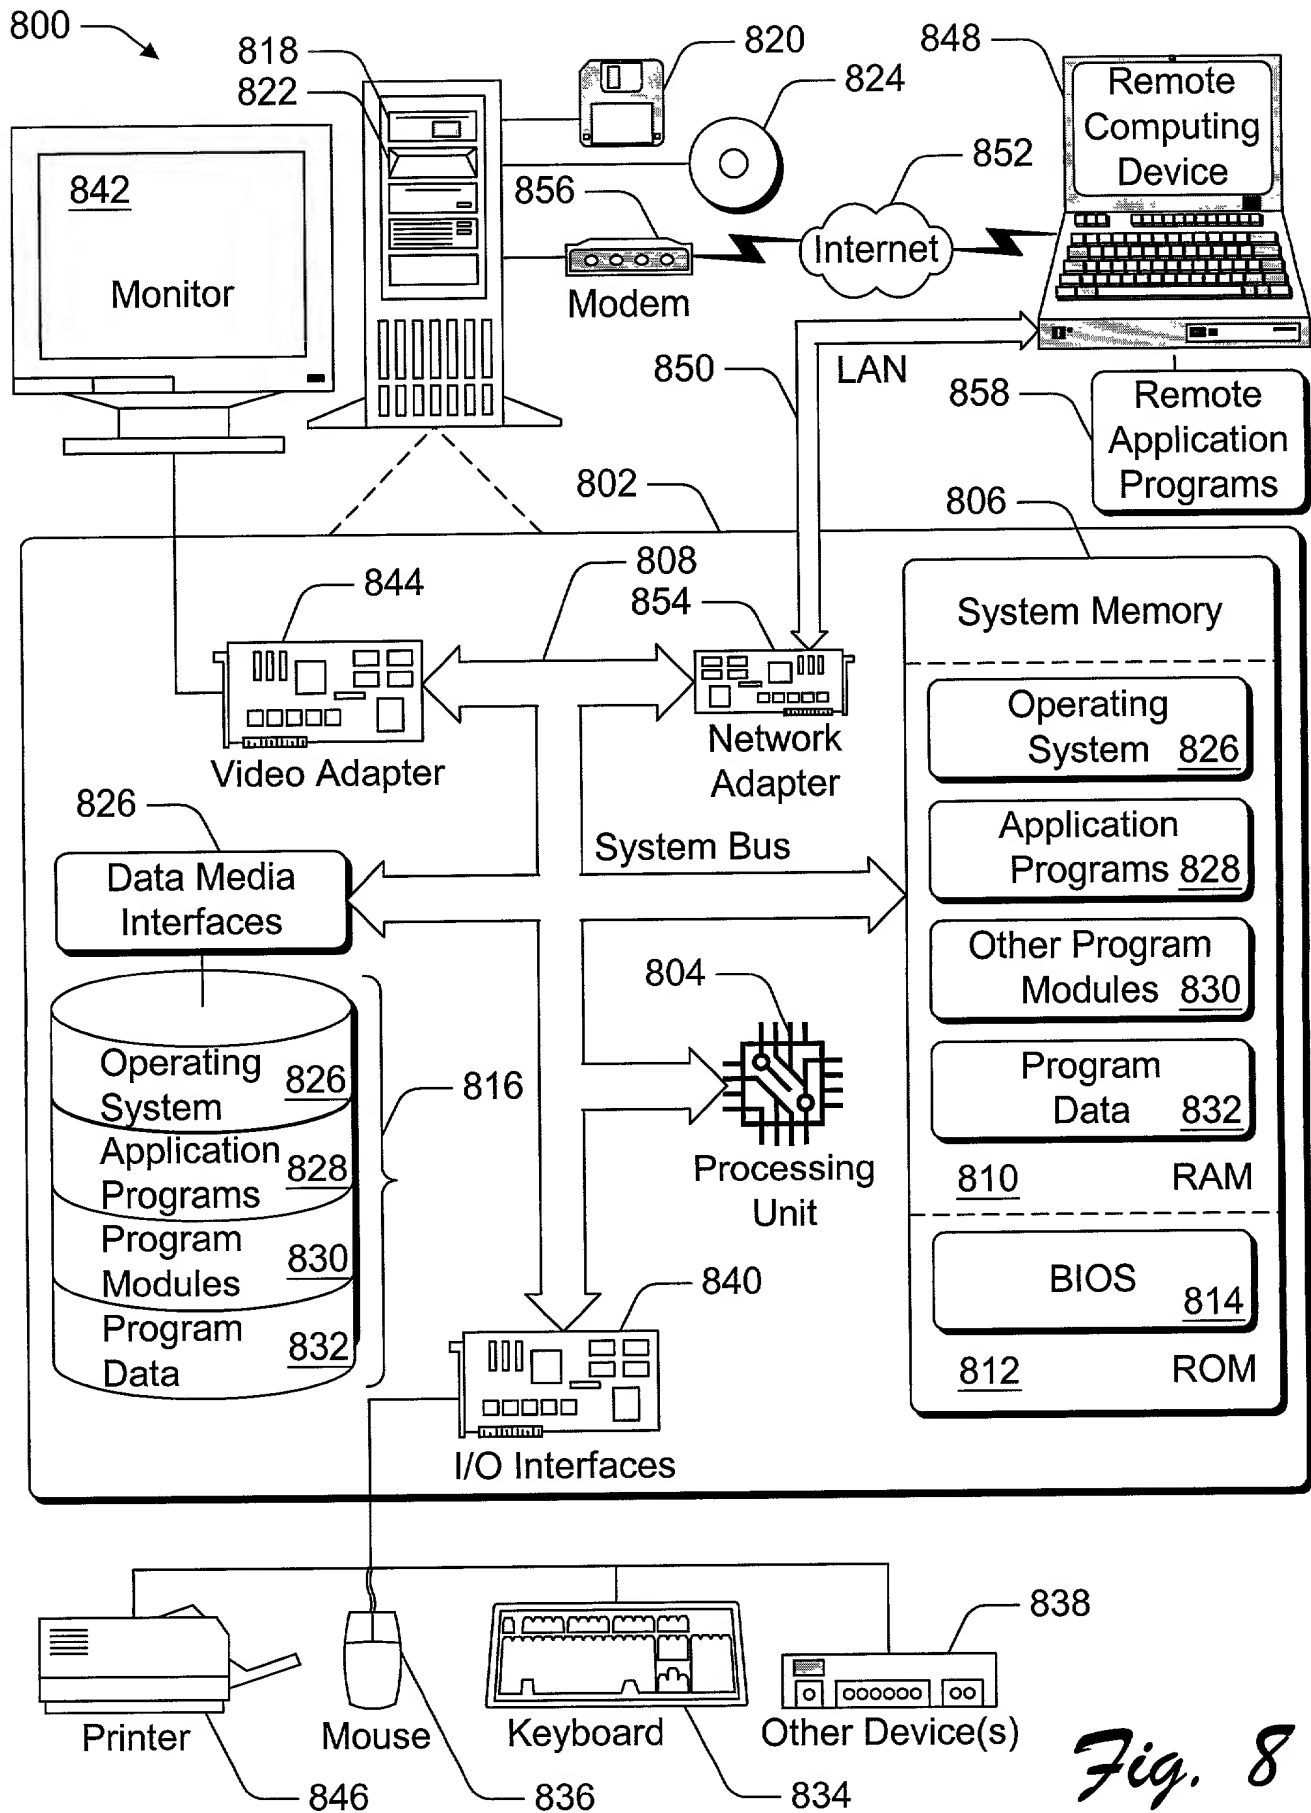 800
818
822
820
824
848
Remote
Computing
Device
842
Monitor
856
852
Internet
Modem
850
LAN
858
Remote
Application
Programs
802
806
808
844
854
System Memory
Operating
System 826
Video Adapter
Network
Adapter
826
Data Media
Interfaces
System Bus
Application
Programs 828
Other Program
Modules 830
804
Operating
System 826
816
Program
Data 832
Application
Programs 828
Processing
Unit
810 RAM
Program
Modules 830
840
BIOS 814
Program
Data 832
812 ROM
I/O Interfaces
838
Printer
Mouse
Keyboard
Other Device(s)
846
836
834
Fig. 8